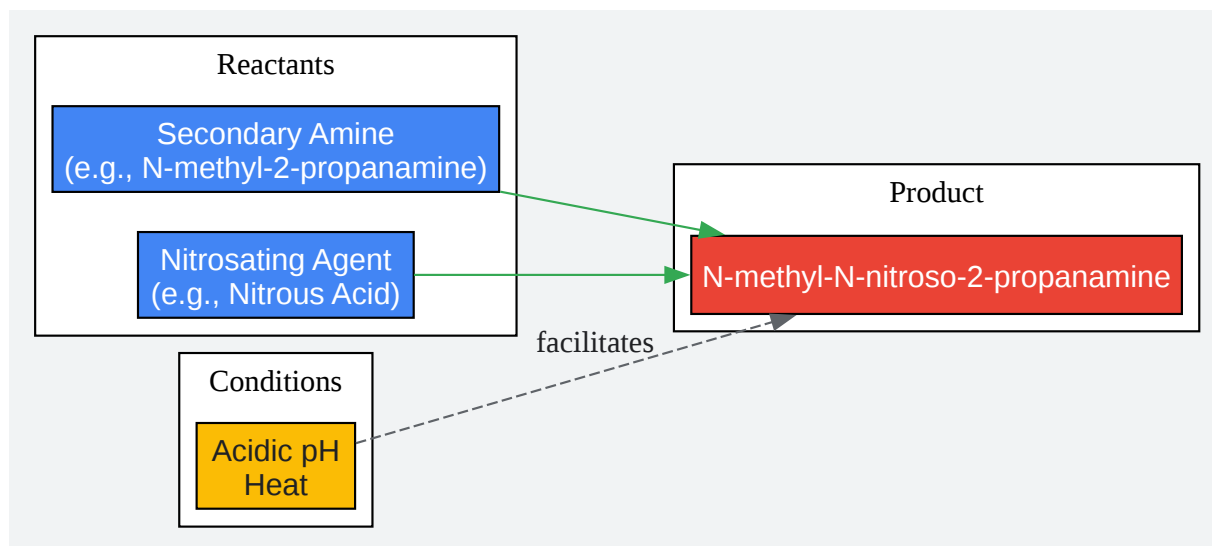 Reactants
Secondary Amine
(e.g., N-methyl-2-propanamine)
Nitrosating Agent
(e.g., Nitrous Acid)
Product
N-methyl-N-nitroso-2-propanamine
facilitates
Conditions
Acidic pH
Heat